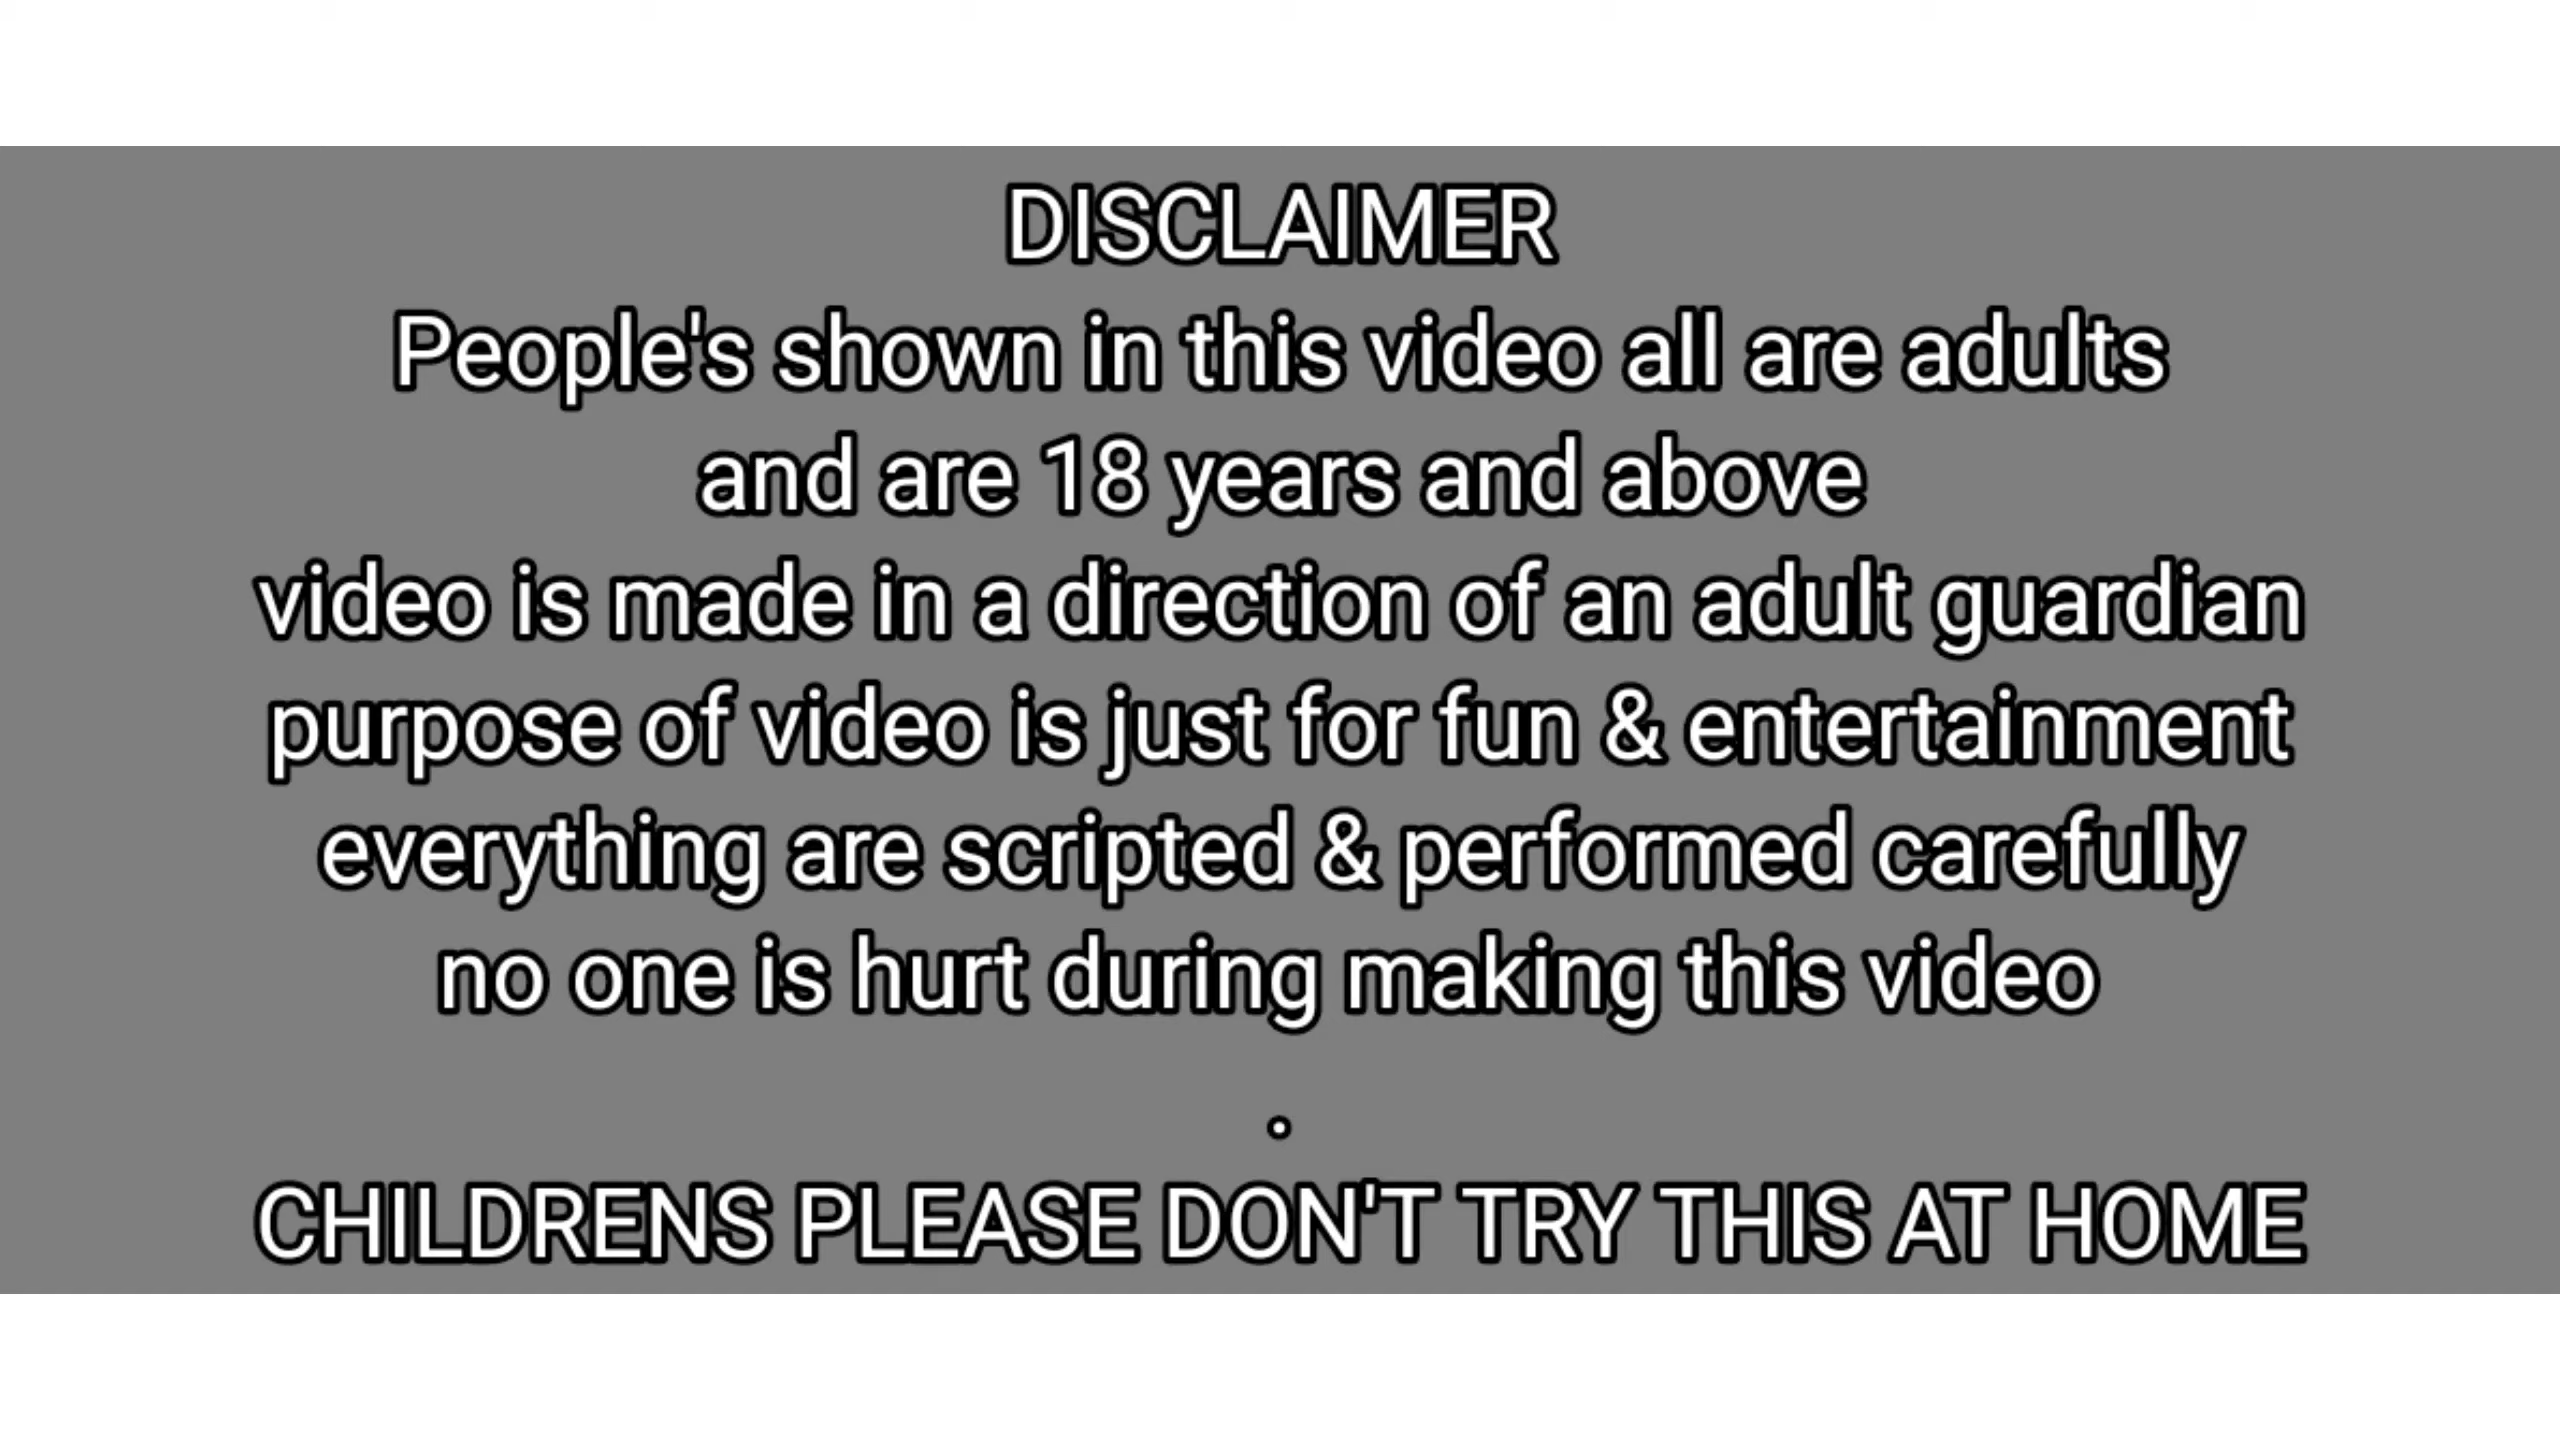 DISCLAIMER
People's shown in this video all are adults
and are 18 years and above
video is made in a direction of an adult guardian
purpose of video is just for fun & entertainment
everything are scripted & performed carefully
no one is hurt during making this video
.
CHILDRENS PLEASE DON'T TRY THIS AT HOME